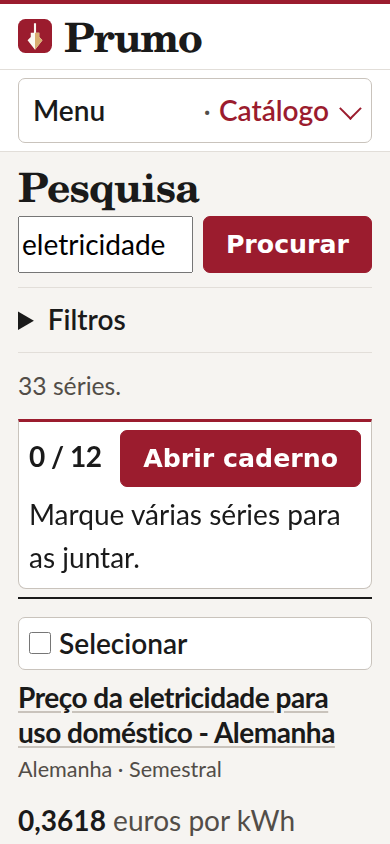 Prumo
Menu · Catálogo
Pesquisa
eletricidade Procurar
Filtros
33 séries.
0 / 12 Abrir caderno
Marque várias séries para
as juntar.
Selecionar
Preço da eletricidade para
uso doméstico - Alemanha
Alemanha · Semestral
0,3618 euros por kWh